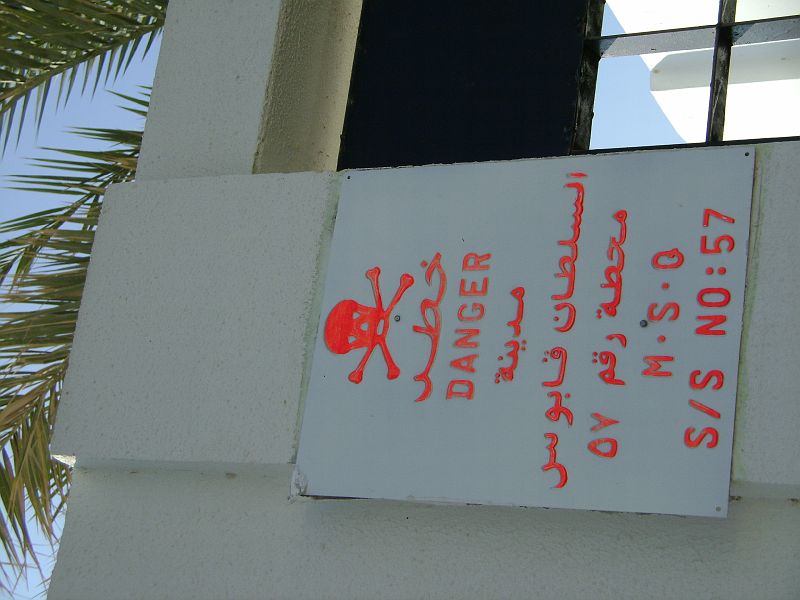 خطر
DANGER
مدينة
السلطان قابوس
محطة رقم ٥٧
M·S·Q
S/S NO:57